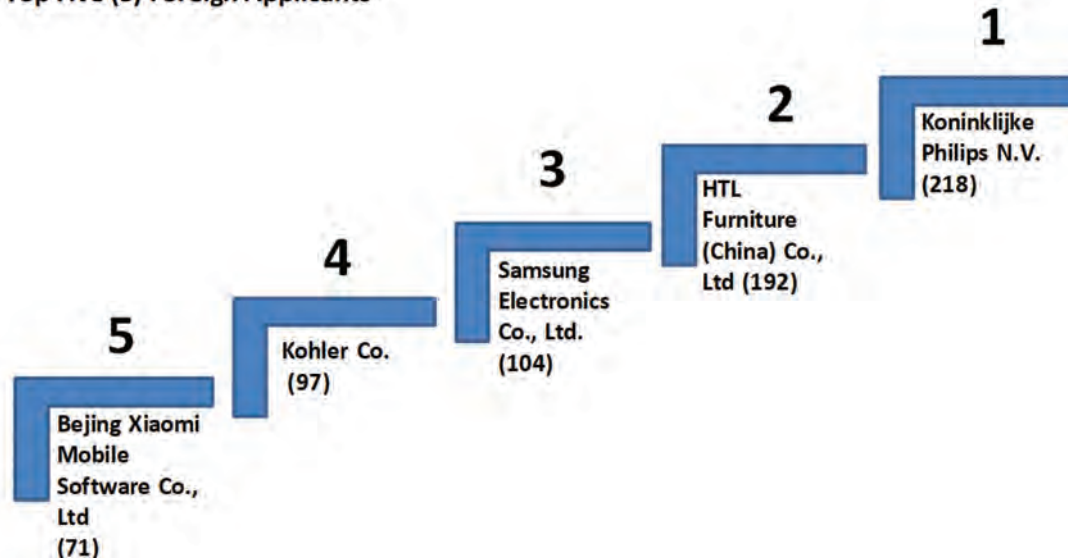 Top Five (5) Foreign Applicants
1
Koninklijke
Philips N.V.
(218)
2
HTL
Furniture
(China) Co.,
Ltd (192)
3
Samsung
Electronics
Co., Ltd.
(104)
4
Kohler Co.
(97)
5
Bejing Xiaomi
Mobile
Software Co.,
Ltd
(71)